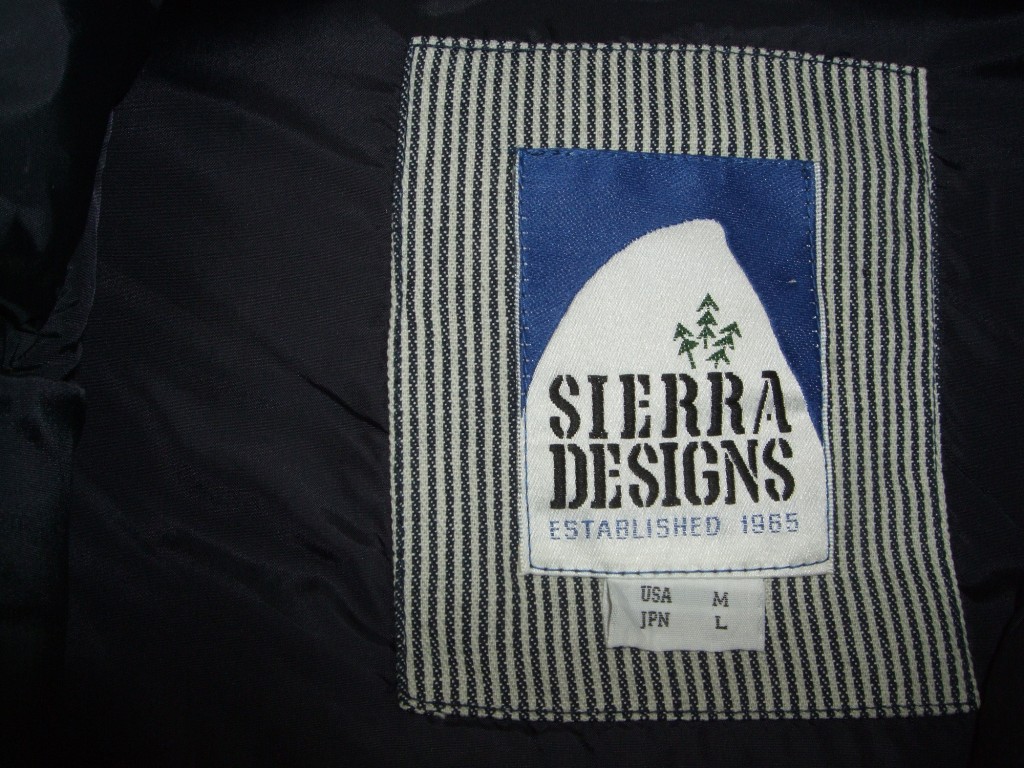 SIERRA
DESIGNS
ESTABLISHED 1965
USA M
JPN L